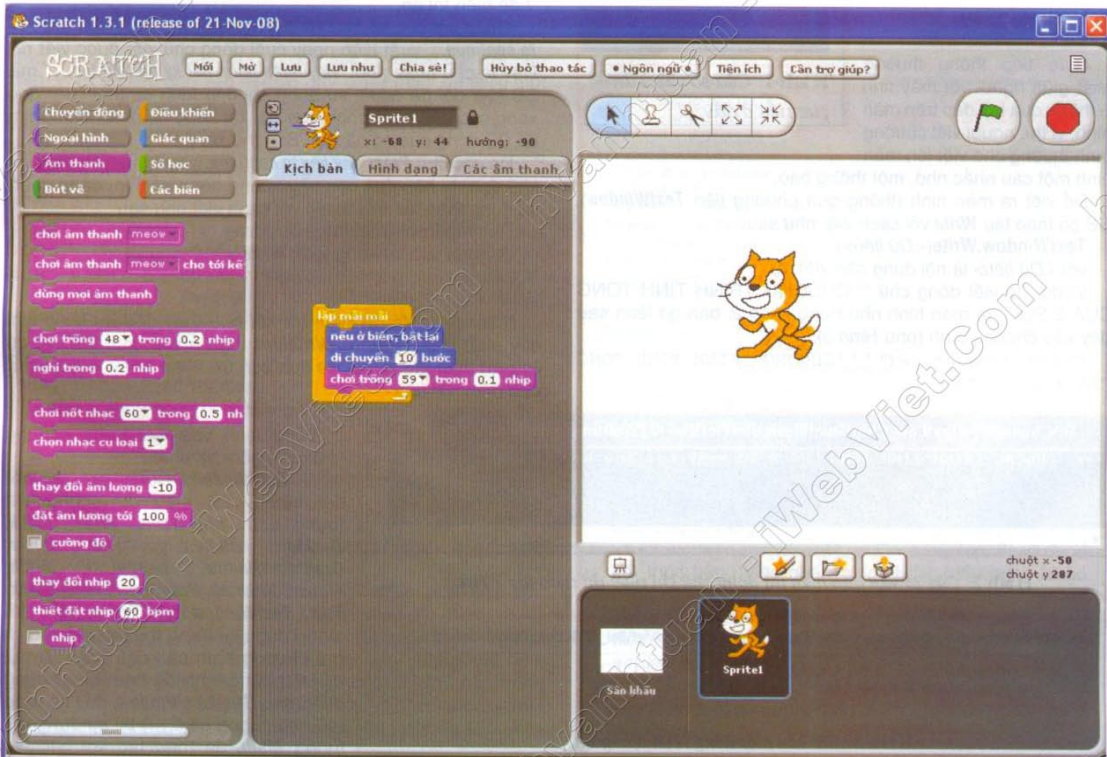 Scratch 1.3.1 (release of 21-Nov-08)
SCRATCH Mới Mở Lưu Lưu như Chia sẻ! Hủy bỏ thao tác • Ngôn ngữ • Tiện ích Cần trợ giúp?
Chuyển động Điều khiển
Ngoại hình Giác quan
Âm thanh Số học
Bút vẽ Các biến
Sprite1
x: -68 y: 44 hướng: -90
Kịch bản Hình dạng Các âm thanh
chơi âm thanh meow
chơi âm thanh meow cho tới kế
dừng mọi âm thanh
chơi trống 48 trong 0.2 nhịp
nghỉ trong 0.2 nhịp
chơi nốt nhạc 60 trong 0.5 nh
chọn nhạc cụ loại 1
thay đổi âm lượng -10
đặt âm lượng tới 100 %
cường độ
thay đổi nhịp 20
thiết đặt nhịp 60 bpm
nhịp
lặp mãi mãi
nếu ở biên, bật lại
di chuyển 10 bước
chơi trống 59 trong 0.1 nhịp
chuột x -50
chuột y 287
Sân khấu
Sprite1
anhtuan - iWebViet.com